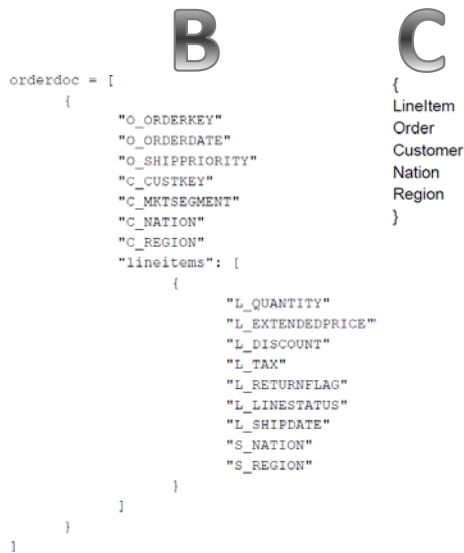 B
orderdoc = [
{
"O_ORDERKEY"
"O_ORDERDATE"
"O_SHIPPRIORITY"
"C_CUSTKEY"
"C_MKTSEGMENT"
"C_NATION"
"C_REGION"
"lineitems": [
{
"L_QUANTITY"
"L_EXTENDEDPRICE"
"L_DISCOUNT"
"L_TAX"
"L_RETURNFLAG"
"L_LINESTATUS"
"L_SHIPDATE"
"S_NATION"
"S_REGION"
}
]
}
]
C
{
LineItem
Order
Customer
Nation
Region
}